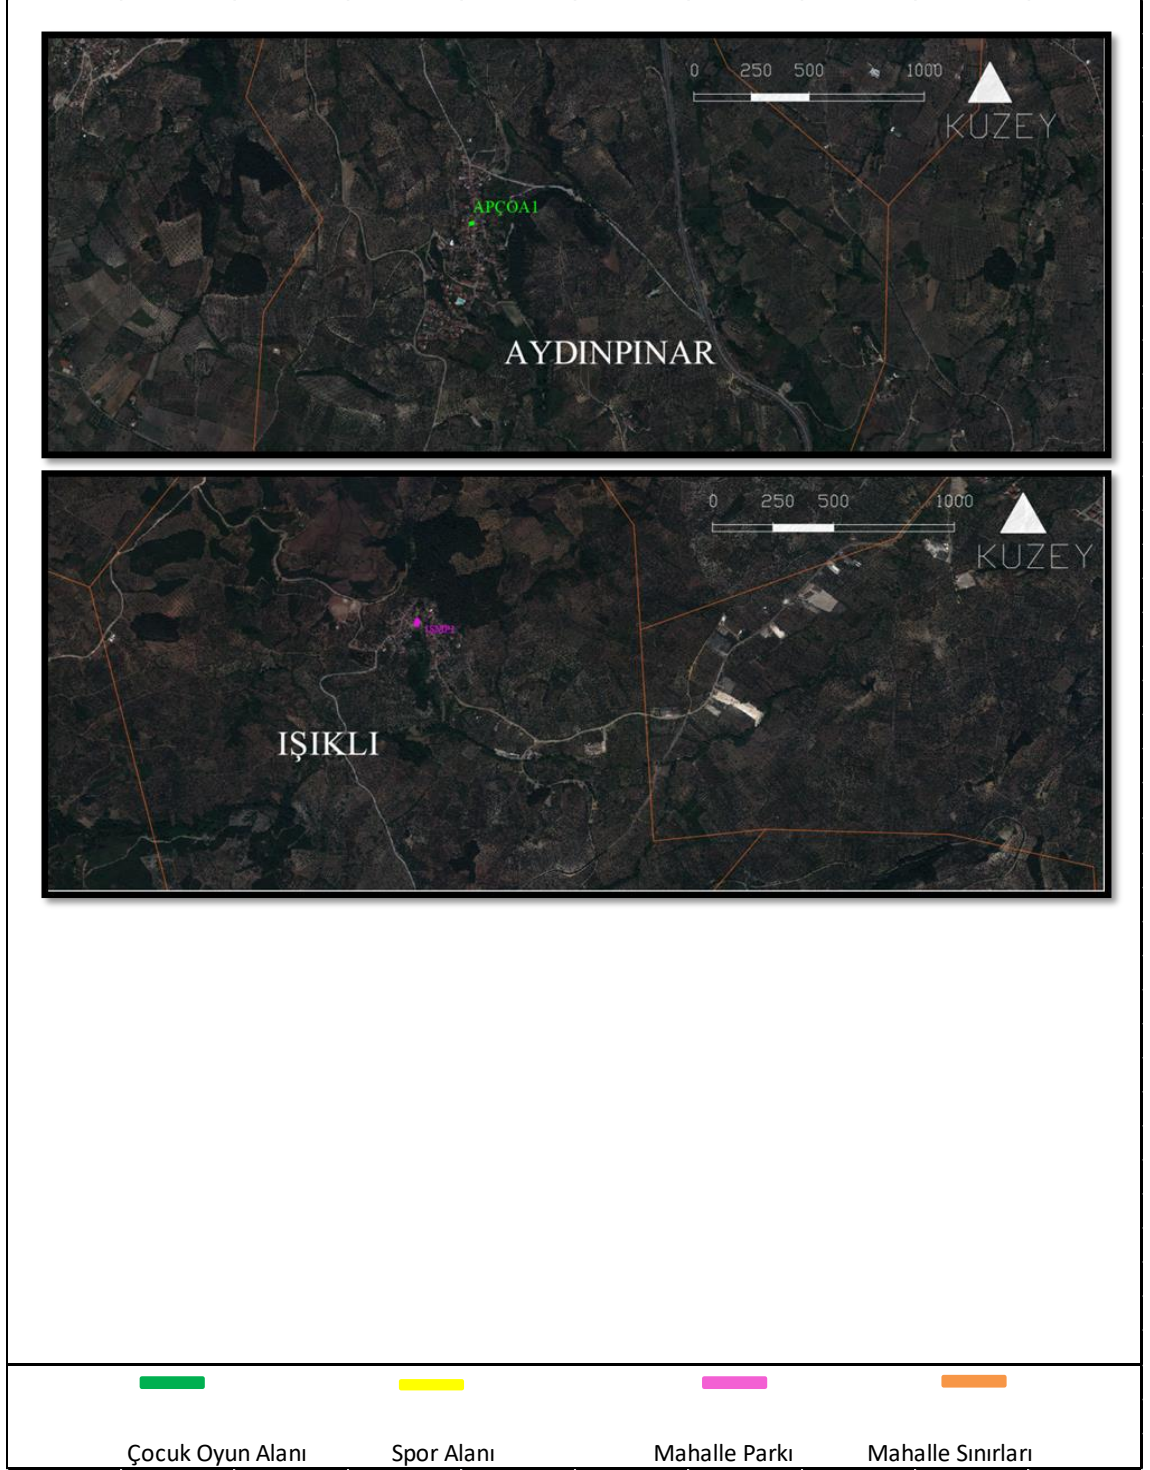 0 250 500 1000
KUZEY
APÇOA1
AYDINPINAR
0 250 500 1000
KUZEY
IŞIKLI
Çocuk Oyun Alanı Spor Alanı Mahalle Parkı Mahalle Sınırları